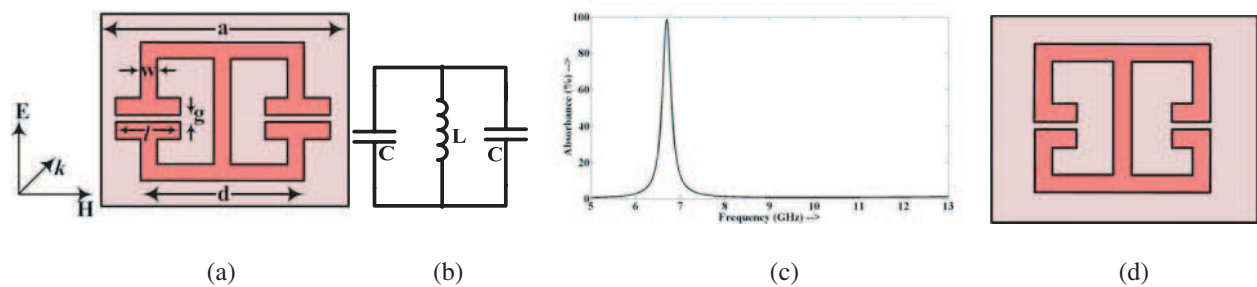 a
w
g
l
d
E
k
H
C
L
C
Absorbance (%) -->
100
80
60
40
20
0
5 6 7 8 9 10 11 12 13
Frequency (GHz) -->
(a) (b) (c) (d)